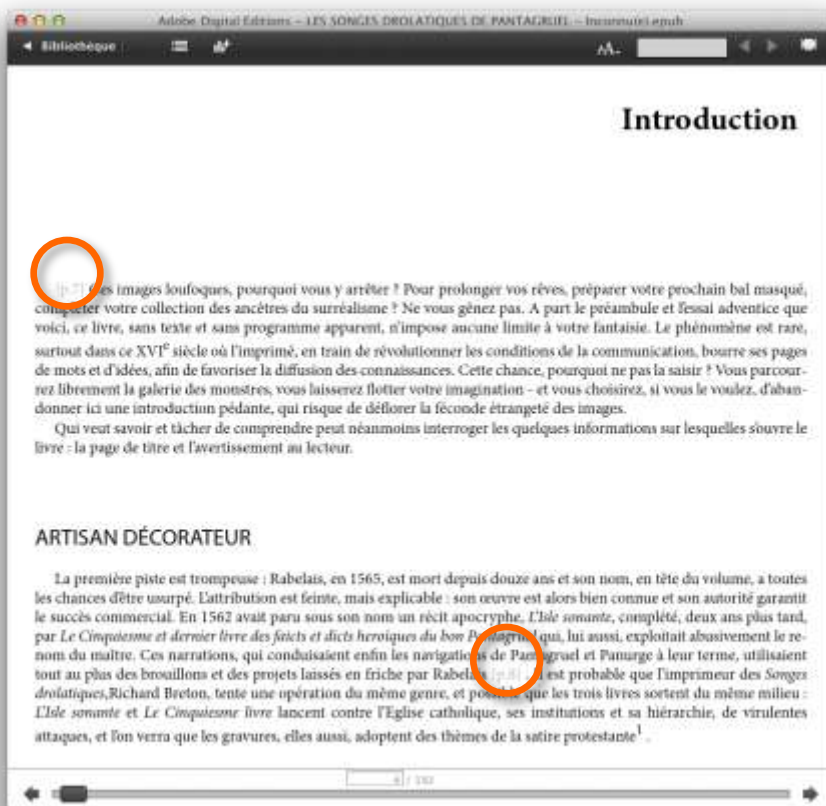 Adobe Digital Editions - LES SONGES DROLATIQUES DE PANTAGRUEL - Inconnu(e).epub
Bibliothèque
Introduction
[p.7] Ces images loufoques, pourquoi vous y arrêter ? Pour prolonger vos rêves, préparer votre prochain bal masqué,
compléter votre collection des ancêtres du surréalisme ? Ne vous gênez pas. A part le préambule et l'essai adventice que
voici, ce livre, sans texte et sans programme apparent, n'impose aucune limite à votre fantaisie. Le phénomène est rare,
surtout dans ce XVIe siècle où l'imprimé, en train de révolutionner les conditions de la communication, bourre ses pages
de mots et d'idées, afin de favoriser la diffusion des connaissances. Cette chance, pourquoi ne pas la saisir ? Vous parcour-
rez librement la galerie des monstres, vous laisserez flotter votre imagination - et vous choisirez, si vous le voulez, d'aban-
donner ici une introduction pédante, qui risque de déflorer la féconde étrangeté des images.
Qui veut savoir et tâcher de comprendre peut néanmoins interroger les quelques informations sur lesquelles s'ouvre le
livre : la page de titre et l'avertissement au lecteur.
ARTISAN DÉCORATEUR
La première piste est trompeuse : Rabelais, en 1565, est mort depuis douze ans et son nom, en tête du volume, a toutes
les chances d'être usurpé. L'attribution est feinte, mais explicable : son œuvre est alors bien connue et son autorité garantit
le succès commercial. En 1562 avait paru sous son nom un récit apocryphe, L'Isle sonante, complété, deux ans plus tard,
par Le Cinquiesme et dernier livre des faicts et dicts heroiques du bon Pantagruel qui, lui aussi, exploitait abusivement le re-
nom du maître. Ces narrations, qui conduisaient enfin les navigations de Pantagruel et Panurge à leur terme, utilisaient
tout au plus des brouillons et des projets laissés en friche par Rabelais [p.8] . Il est probable que l'imprimeur des Songes
drolatiques,Richard Breton, tente une opération du même genre, et possible que les trois livres sortent du même milieu :
L'Isle sonante et Le Cinquiesme livre lancent contre l'Eglise catholique, ses institutions et sa hiérarchie, de virulentes
attaques, et l'on verra que les gravures, elles aussi, adoptent des thèmes de la satire protestante1 .